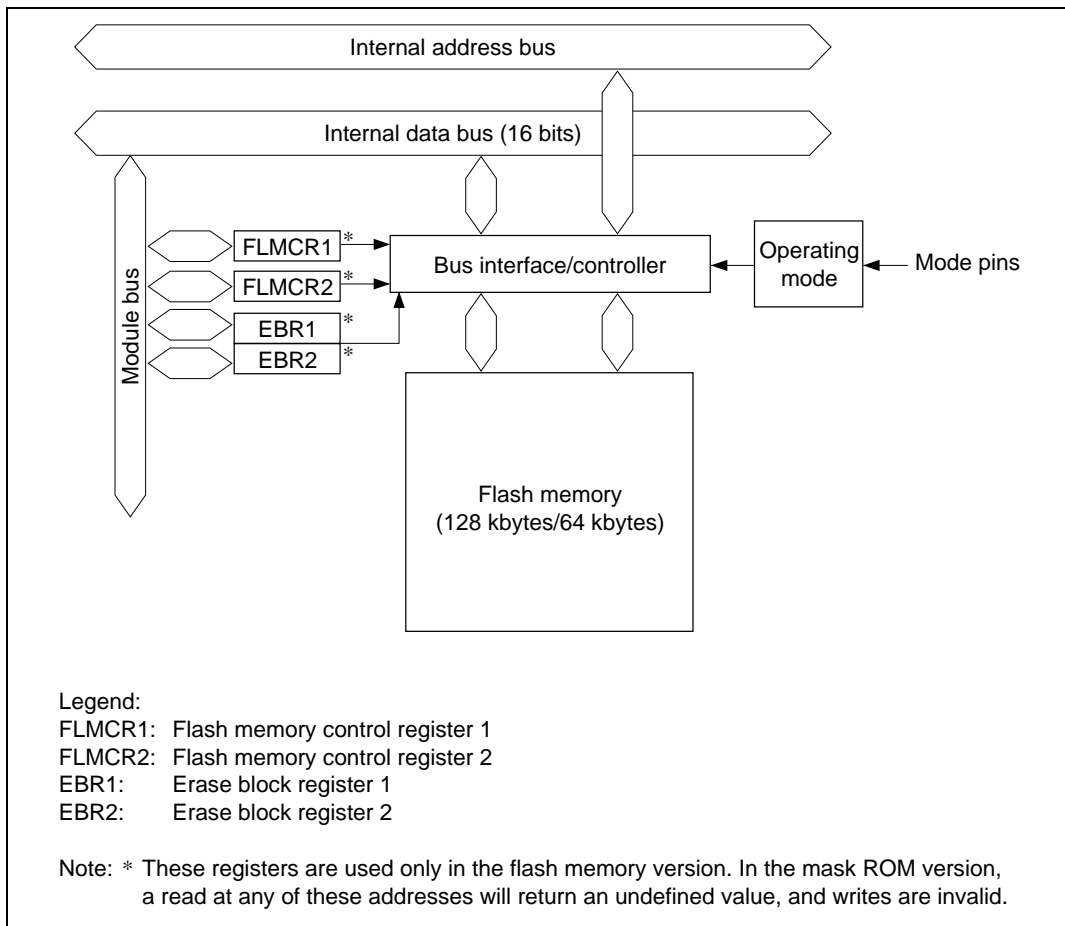 Internal address bus
Internal data bus (16 bits)
Module bus
FLMCR1 *
FLMCR2 *
EBR1 *
EBR2 *
Bus interface/controller
Operating
mode
Mode pins
Flash memory
(128 kbytes/64 kbytes)
Legend:
FLMCR1: Flash memory control register 1
FLMCR2: Flash memory control register 2
EBR1: Erase block register 1
EBR2: Erase block register 2
Note: * These registers are used only in the flash memory version. In the mask ROM version,
a read at any of these addresses will return an undefined value, and writes are invalid.